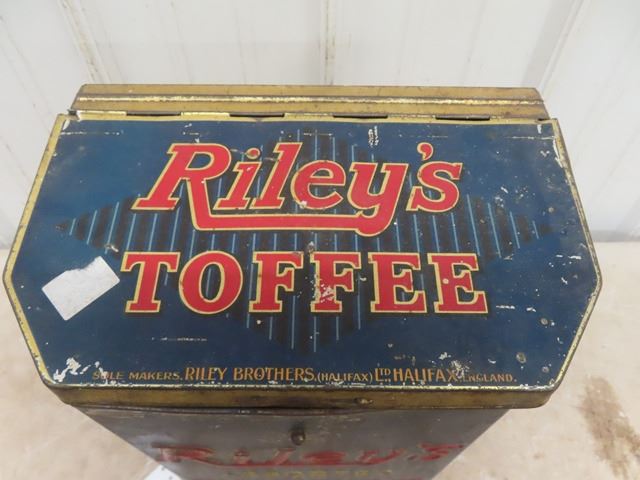 Riley's
TOFFEE
SOLE MAKERS. RILEY BROTHERS, (HALIFAX) LTD HALIFAX. ENGLAND.
Riley's